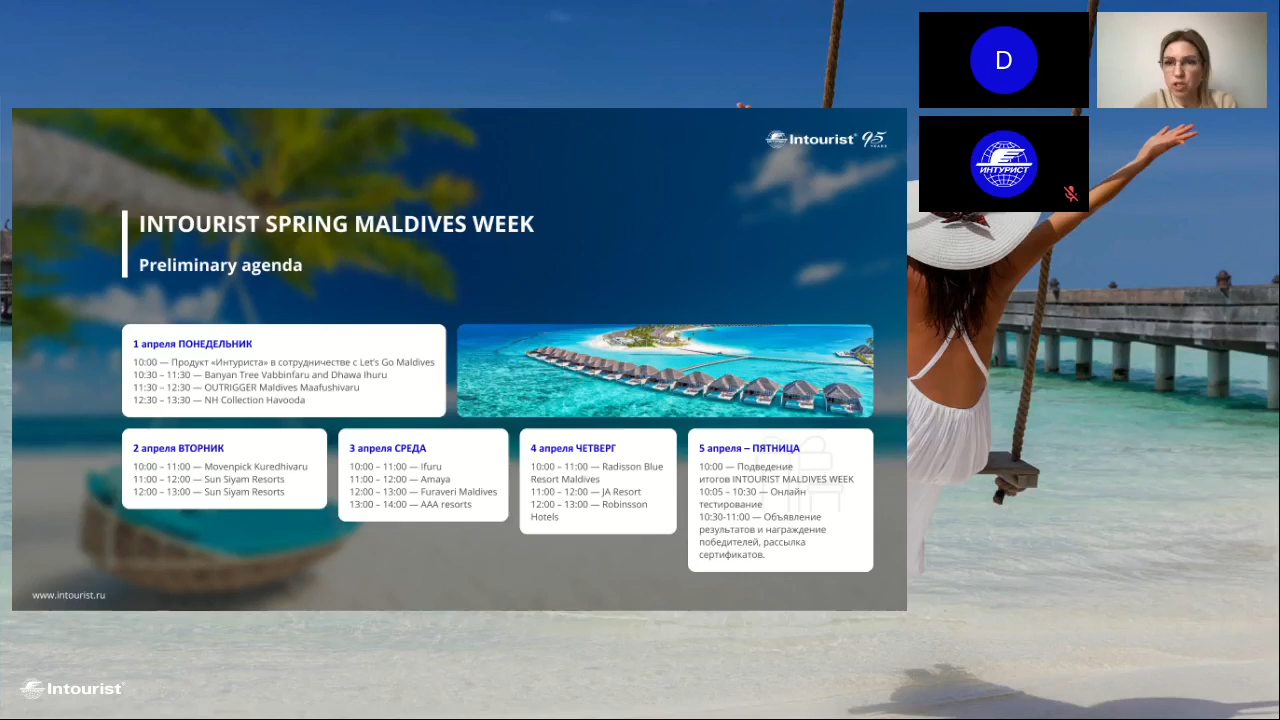 D
ИНТУРИСТ
Intourist 95
YEARS
INTOURIST SPRING MALDIVES WEEK
Preliminary agenda
1 апреля ПОНЕДЕЛЬНИК
10:00 — Продукт «Интуриста» в сотрудничестве с Let's Go Maldives
10:30 – 11:30 — Banyan Tree Vabbinfaru and Dhawa Ihuru
11:30 – 12:30 — OUTRIGGER Maldives Maafushivaru
12:30 – 13:30 — NH Collection Havooda
2 апреля ВТОРНИК
10:00 – 11:00 — Movenpick Kuredhivaru
11:00 – 12:00 — Sun Siyam Resorts
12:00 – 13:00 — Sun Siyam Resorts
3 апреля СРЕДА
10:00 – 11:00 — Ifuru
11:00 – 12:00 — Amaya
12:00 – 13:00 — Furaveri Maldives
13:00 – 14:00 — AAA resorts
4 апреля ЧЕТВЕРГ
10:00 – 11:00 — Radisson Blue
Resort Maldives
11:00 – 12:00 — JA Resort
12:00 – 13:00 — Robinsson
Hotels
5 апреля – ПЯТНИЦА
10:00 — Подведение
итогов INTOURIST MALDIVES WEEK
10:05 – 10:30 — Онлайн
тестирование
10:30-11:00 — Объявление
результатов и награждение
победителей, рассылка
сертификатов.
www.intourist.ru
Intourist